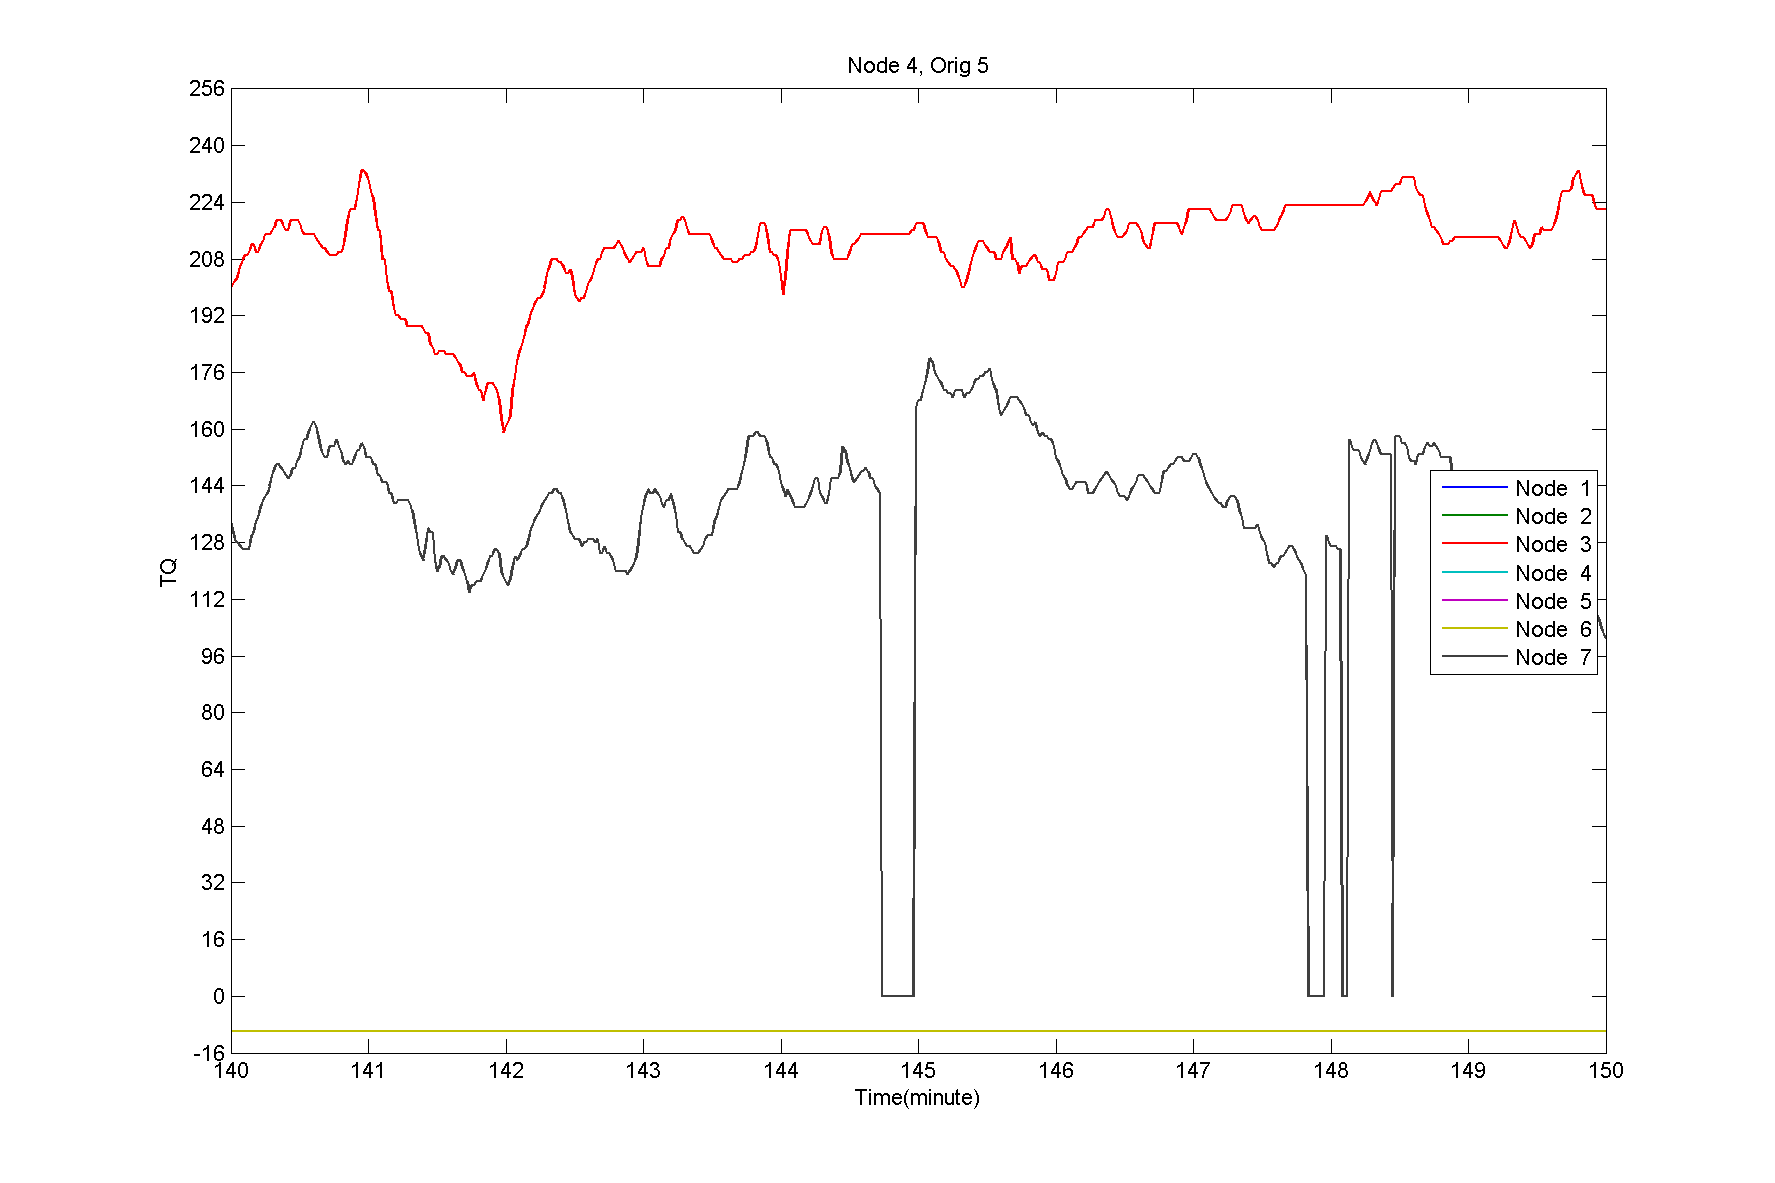 Node 4, Orig 5
256
240
224
208
192
176
160
144
128
112
96
80
64
48
32
16
0
-16
TQ
Node 1
Node 2
Node 3
Node 4
Node 5
Node 6
Node 7
140 141 142 143 144 145 146 147 148 149 150
Time(minute)